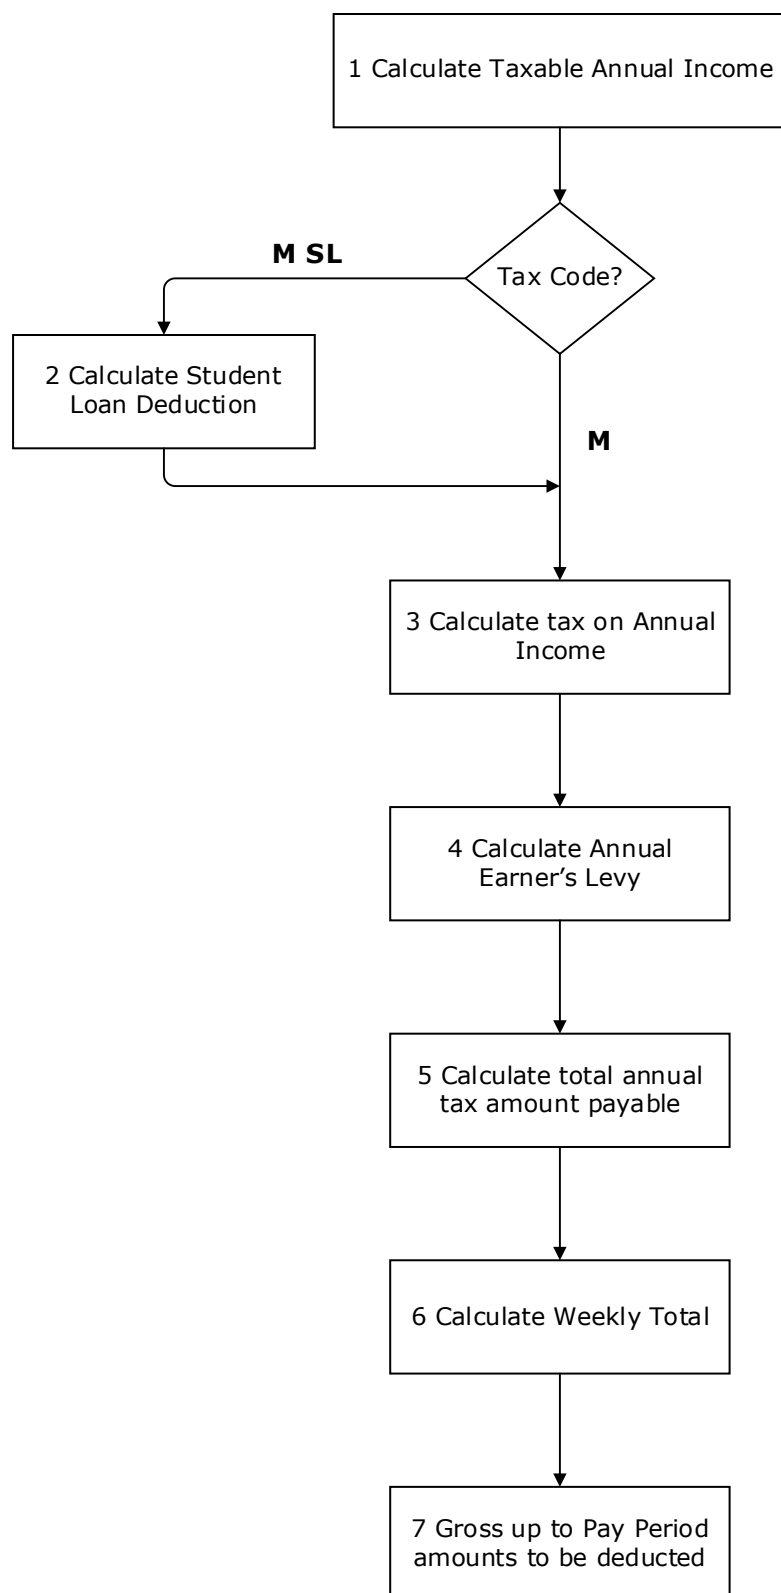 1 Calculate Taxable Annual Income
M SL
Tax Code?
2 Calculate Student
Loan Deduction
M
3 Calculate tax on Annual
Income
4 Calculate Annual
Earner’s Levy
5 Calculate total annual
tax amount payable
6 Calculate Weekly Total
7 Gross up to Pay Period
amounts to be deducted